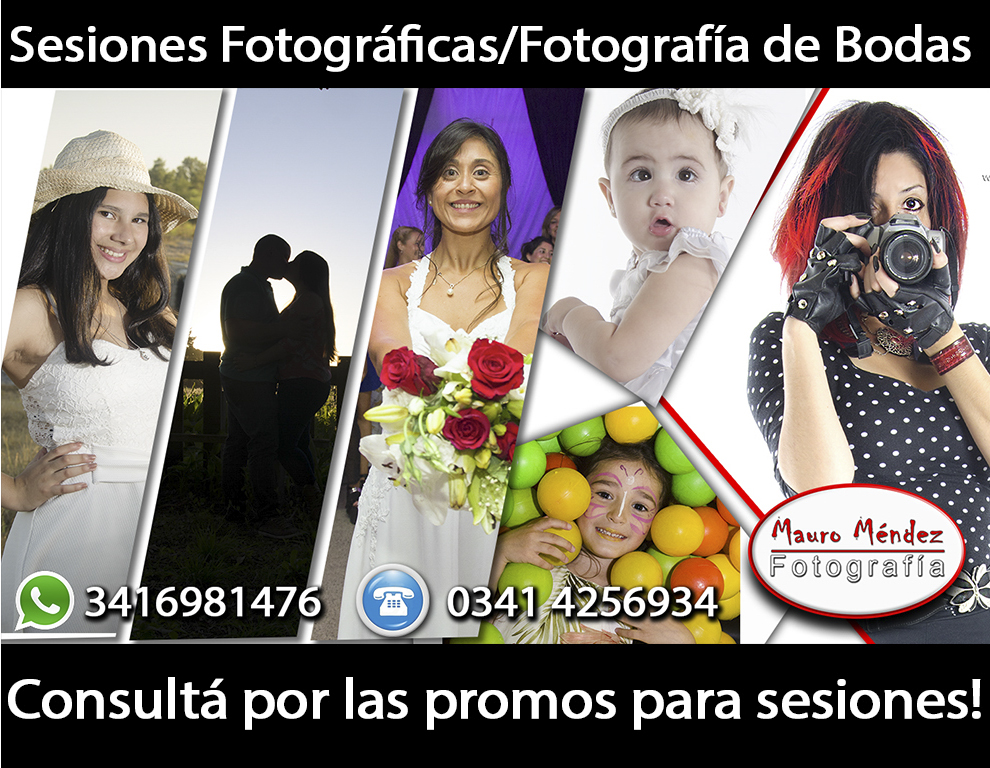 Sesiones Fotográficas/Fotografía de Bodas
Mauro Méndez
Fotografía
3416981476
0341 4256934
Consultá por las promos para sesiones!